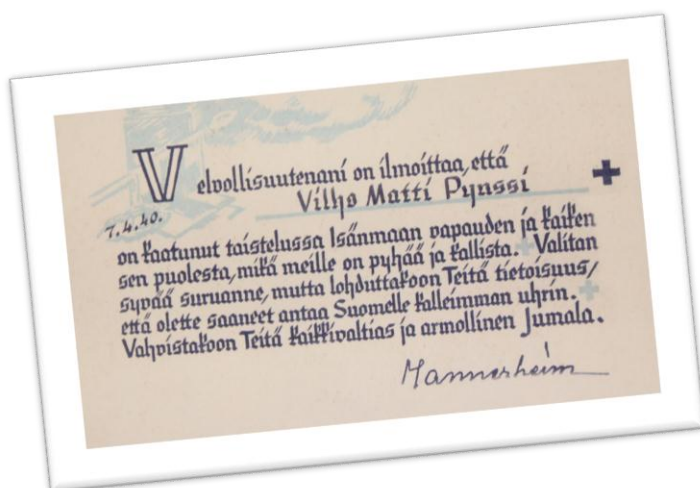 Velvollisuutenani on ilmoittaa, että
Vilho Matti Pynssi
7.4.40.
on kaatunut taistelussa Isänmaan vapauden ja kaiken
sen puolesta, mikä meille on pyhää ja kallista. Valitan
syvää suruanne, mutta lohduttakoon Teitä tietoisuus/
että olette saaneet antaa Suomelle kalleimman uhrin.
Vahvistakoon Teitä Kaikkivaltias ja armollinen Jumala.
Mannerheim